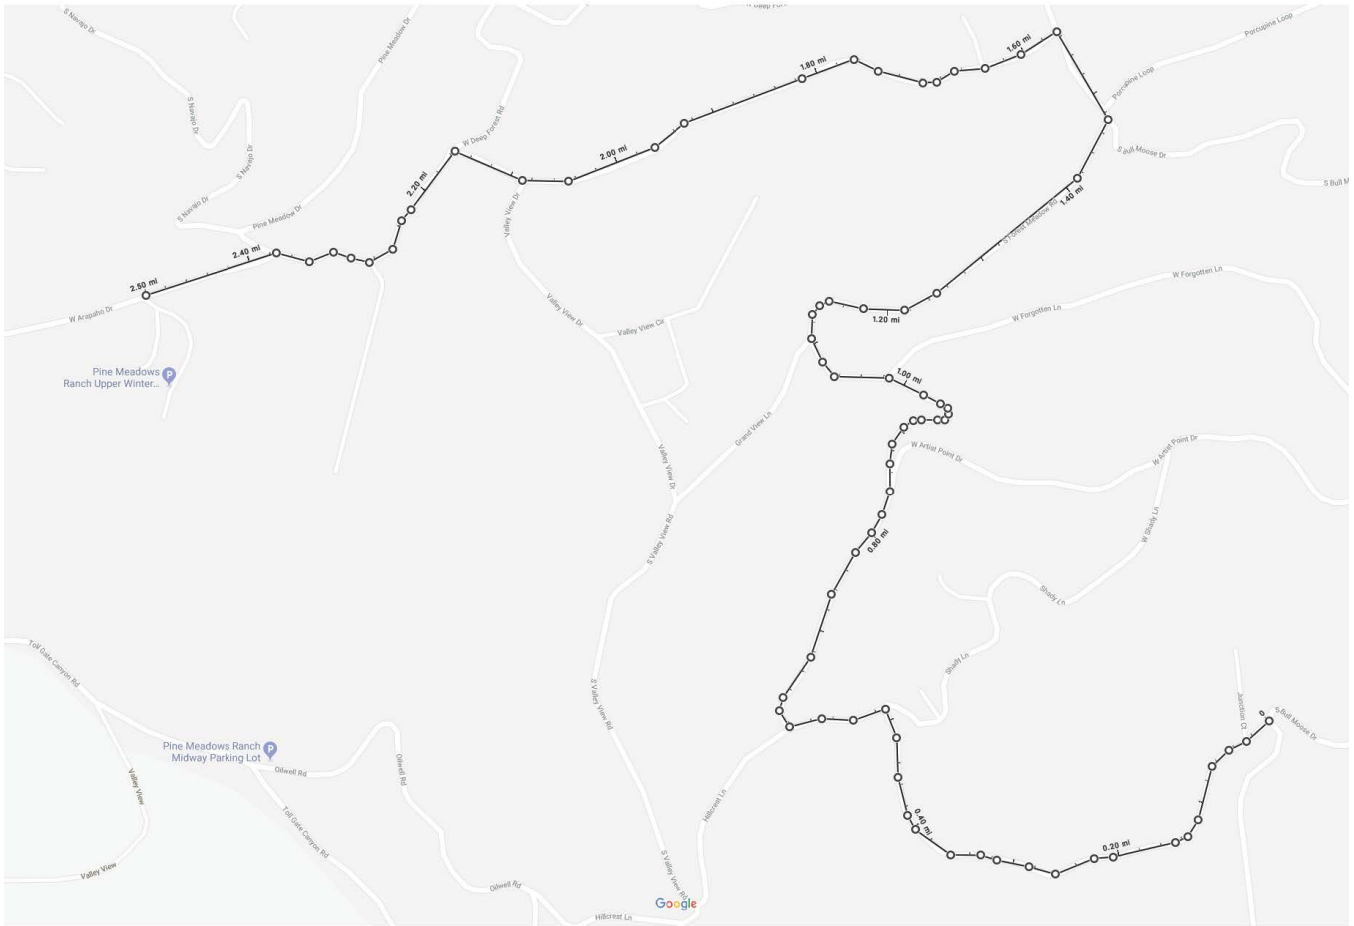 S Navajo Dr
Pine Meadow Dr
W Deep Forest Rd
S Navajo Dr
S Navajo Dr
S Navajo Dr
Pine Meadow Dr
1.80 mi
1.60 mi
Porcupine Loop
Porcupine Loop
S Bull Moose Dr
S Bull M
2.00 mi
2.20 mi
1.40 mi
S Forest Meadow Rd
Valley View Dr
2.40 mi
2.50 mi
W Arapaho Dr
W Forgotten Ln
W Forgotten Ln
Valley View Dr
Valley View Cir
1.20 mi
Pine Meadows
Ranch Upper Winter...
P
1.00 mi
Grand View Ln
W Artist Point Dr
W Artist Point Dr
Valley View Dr
S Valley View Rd
0.80 mi
W Shady Ln
Shady Ln
Shady Ln
Toll Gate Canyon Rd
S Valley View Rd
Junction Ct
0
S Bull Moose Dr
Pine Meadows Ranch
Midway Parking Lot
P
Oilwell Rd
Oilwell Rd
Valley View
Toll Gate Canyon Rd
Hillcrest Ln
0.40 mi
0.20 mi
Valley View
Oilwell Rd
S Valley View Rd
Google
Hillcrest Ln